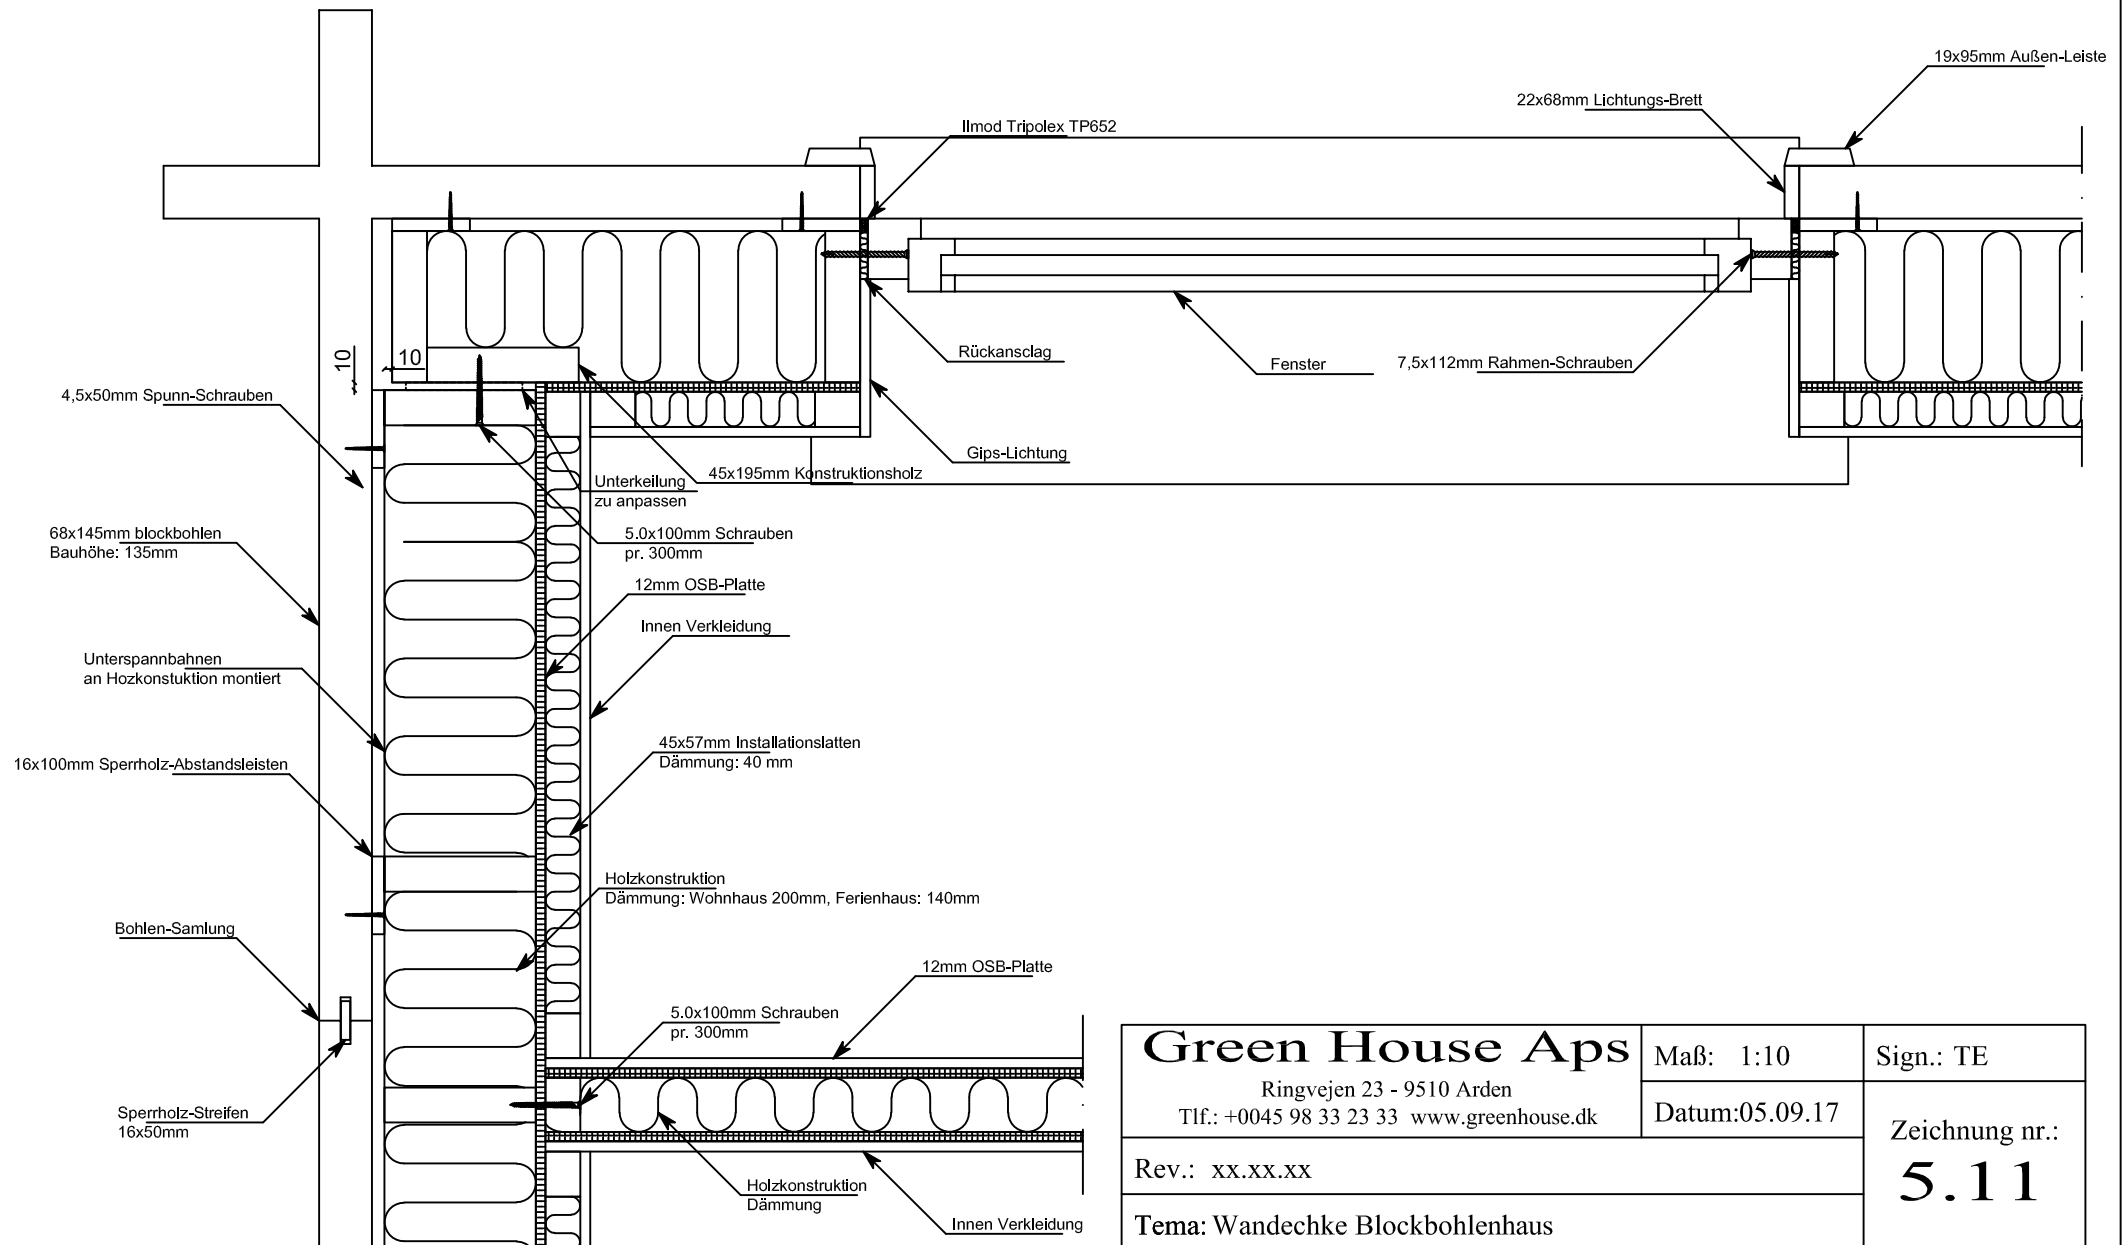 19x95mm Außen-Leiste
22x68mm Lichtungs-Brett
Ilmod Tripolex TP652
10
10
Rückansclag
Fenster
7,5x112mm Rahmen-Schrauben
4,5x50mm Spunn-Schrauben
Gips-Lichtung
45x195mm Konstruktionsholz
Unterkeilung
zu anpassen
68x145mm blockbohlen
Bauhöhe: 135mm
5.0x100mm Schrauben
pr. 300mm
12mm OSB-Platte
Innen Verkleidung
Unterspannbahnen
an Hozkonstuktion montiert
45x57mm Installationslatten
Dämmung: 40 mm
16x100mm Sperrholz-Abstandsleisten
Holzkonstruktion
Dämmung: Wohnhaus 200mm, Ferienhaus: 140mm
Bohlen-Samlung
12mm OSB-Platte
5.0x100mm Schrauben
pr. 300mm
Sperrholz-Streifen
16x50mm
Holzkonstruktion
Dämmung
Innen Verkleidung
Green House Aps
Ringvejen 23 - 9510 Arden
Tlf.: +0045 98 33 23 33 www.greenhouse.dk
Maß: 1:10
Sign.: TE
Datum:05.09.17
Zeichnung nr.:
5.11
Rev.: xx.xx.xx
Tema: Wandechke Blockbohlenhaus